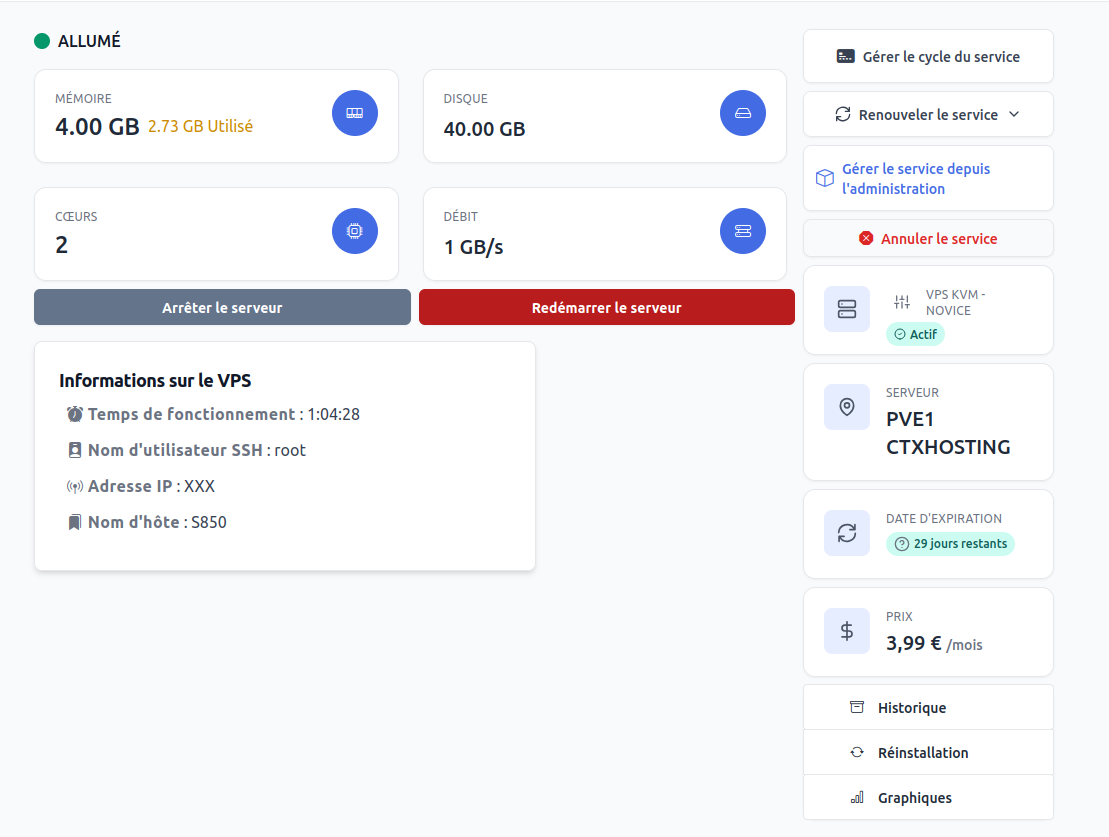 ALLUMÉ
MÉMOIRE
4.00 GB 2.73 GB Utilisé
DISQUE
40.00 GB
CŒURS
2
DÉBIT
1 GB/s
Arrêter le serveur
Redémarrer le serveur
Informations sur le VPS
Temps de fonctionnement : 1:04:28
Nom d'utilisateur SSH : root
Adresse IP : XXX
Nom d'hôte : S850
Gérer le cycle du service
Renouveler le service
Gérer le service depuis
l'administration
Annuler le service
VPS KVM -
NOVICE
Actif
SERVEUR
PVE1
CTXHOSTING
DATE D'EXPIRATION
29 jours restants
PRIX
3,99 € /mois
Historique
Réinstallation
Graphiques